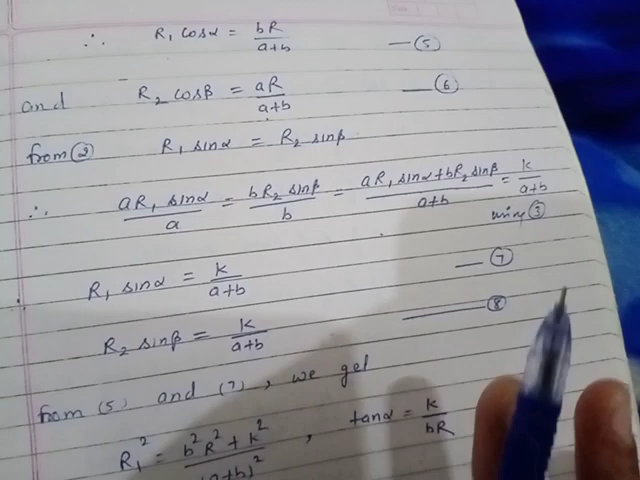 ∴ R₁ cosα = bR/(a+b) — (5)
and R₂ cosβ = aR/(a+b) — (6)
from (2) R₁ sinα = R₂ sinβ
∴ aR₁ sinα/a = bR₂ sinβ/b = (aR₁ sinα + bR₂ sinβ)/(a+b) = k/(a+b)
using (3)
R₁ sinα = k/(a+b) — (7)
R₂ sinβ = k/(a+b) — (8)
from (5) and (7), we get
R₁² = (b²R² + k²)/(a+b)², tanα = k/bR